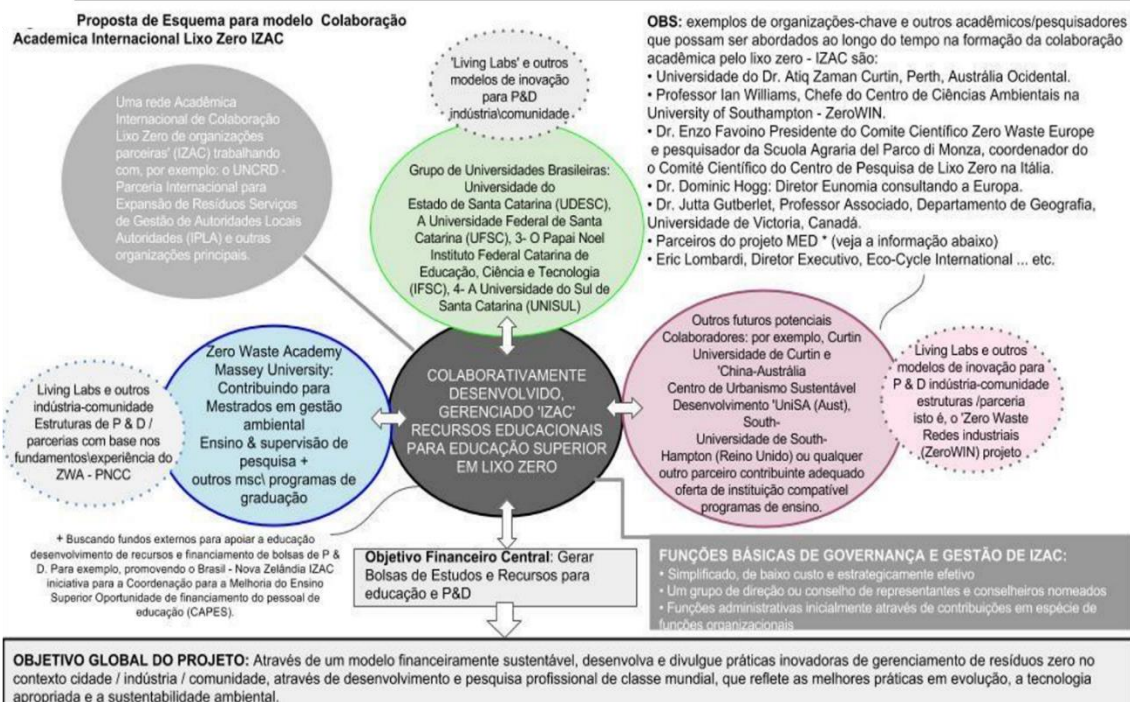 Proposta de Esquema para modelo Colaboração
Academica Internacional Lixo Zero IZAC
OBS: exemplos de organizações-chave e outros acadêmicos/pesquisadores
que possam ser abordados ao longo do tempo na formação da colaboração
acadêmica pelo lixo zero - IZAC são:
• Universidade do Dr. Atiq Zaman Curtin, Perth, Austrália Ocidental.
• Professor Ian Williams, Chefe do Centro de Ciências Ambientais na
University of Southampton - ZeroWIN.
• Dr. Enzo Favoino Presidente do Comite Científico Zero Waste Europe
e pesquisador da Scuola Agraria del Parco di Monza, coordenador do
o Comité Científico do Centro de Pesquisa de Lixo Zero na Itália.
• Dr. Dominic Hogg: Diretor Eunomia consultando a Europa.
• Dr. Jutta Gutberlet, Professor Associado, Departamento de Geografia,
Universidade de Victoria, Canadá.
• Parceiros do projeto MED * (veja a informação abaixo)
• Eric Lombardi, Diretor Executivo, Eco-Cycle International ... etc.
'Living Labs' e outros
modelos de inovação
para P&D
indústria\comunidade
Uma rede Acadêmica
Internacional de Colaboração
Lixo Zero de organizações
parceiras' (IZAC) trabalhando
com, por exemplo: o UNCRD -
Parceria Internacional para
Expansão de Resíduos Serviços
de Gestão de Autoridades Locais
Autoridades (IPLA) e outras
organizações principais.
Grupo de Universidades Brasileiras:
Universidade do
Estado de Santa Catarina (UDESC),
A Universidade Federal de Santa
Catarina (UFSC), 3- O Papai Noel
Instituto Federal Catarina de
Educação, Ciência e Tecnologia
(IFSC), 4- A Universidade do Sul de
Santa Catarina (UNISUL)
Living Labs e outros
indústria-comunidade
Estruturas de P & D /
parcerias com base nos
fundamentos\experiência do
ZWA - PNCC
Zero Waste Academy
Massey University:
Contribuindo para
Mestrados em gestão
ambiental
Ensino & supervisão de
pesquisa +
outros msc\ programas de
graduação
COLABORATIVAMENTE
DESENVOLVIDO,
GERENCIADO 'IZAC'
RECURSOS EDUCACIONAIS
PARA EDUCAÇÃO SUPERIOR
EM LIXO ZERO
Outros futuros potenciais
Colaboradores: por exemplo, Curtin
Universidade de Curtin e
'China-Austrália
Centro de Urbanismo Sustentável
Desenvolvimento 'UniSA (Aust),
South-
Universidade de South-
Hampton (Reino Unido) ou qualquer
outro parceiro contribuinte adequado
oferta de instituição compatível
programas de ensino.
Living Labs e outros
modelos de inovação para
P & D indústria-comunidade
estruturas /parceria
isto é, o 'Zero Waste
Redes industriais
(ZeroWIN) projeto
+ Buscando fundos externos para apoiar a educação
desenvolvimento de recursos e financiamento de bolsas de P &
D. Para exemplo, promovendo o Brasil - Nova Zelândia IZAC
iniciativa para a Coordenação para a Melhoria do Ensino
Superior Oportunidade de financiamento do pessoal de
educação (CAPES).
Objetivo Financeiro Central: Gerar
Bolsas de Estudos e Recursos para
educação e P&D
FUNÇÕES BÁSICAS DE GOVERNANÇA E GESTÃO DE IZAC:
• Simplificado, de baixo custo e estrategicamente efetivo
• Um grupo de direção ou conselho de representantes e conselheiros nomeados
• Funções administrativas inicialmente através de contribuições em espécie de
funções organizacionais
OBJETIVO GLOBAL DO PROJETO: Através de um modelo financeiramente sustentável, desenvolva e divulgue práticas inovadoras de gerenciamento de resíduos zero no
contexto cidade / indústria / comunidade, através de desenvolvimento e pesquisa profissional de classe mundial, que reflete as melhores práticas em evolução, a tecnologia
apropriada e a sustentabilidade ambiental.